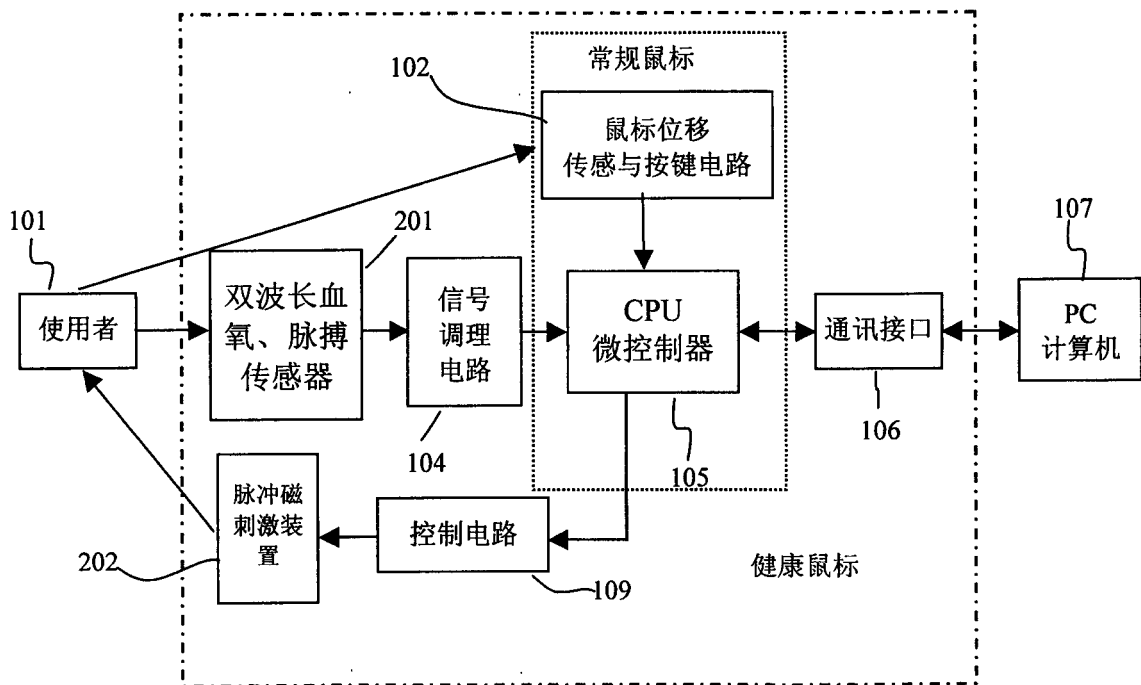 常规鼠标
102
鼠标位移
传感与按键电路
101
201
107
使用者
双波长血
氧、脉搏
传感器
信号
调理
电路
CPU
微控制器
通讯接口
PC
计算机
104
105
106
脉冲磁
刺激装
置
控制电路
202
109
健康鼠标